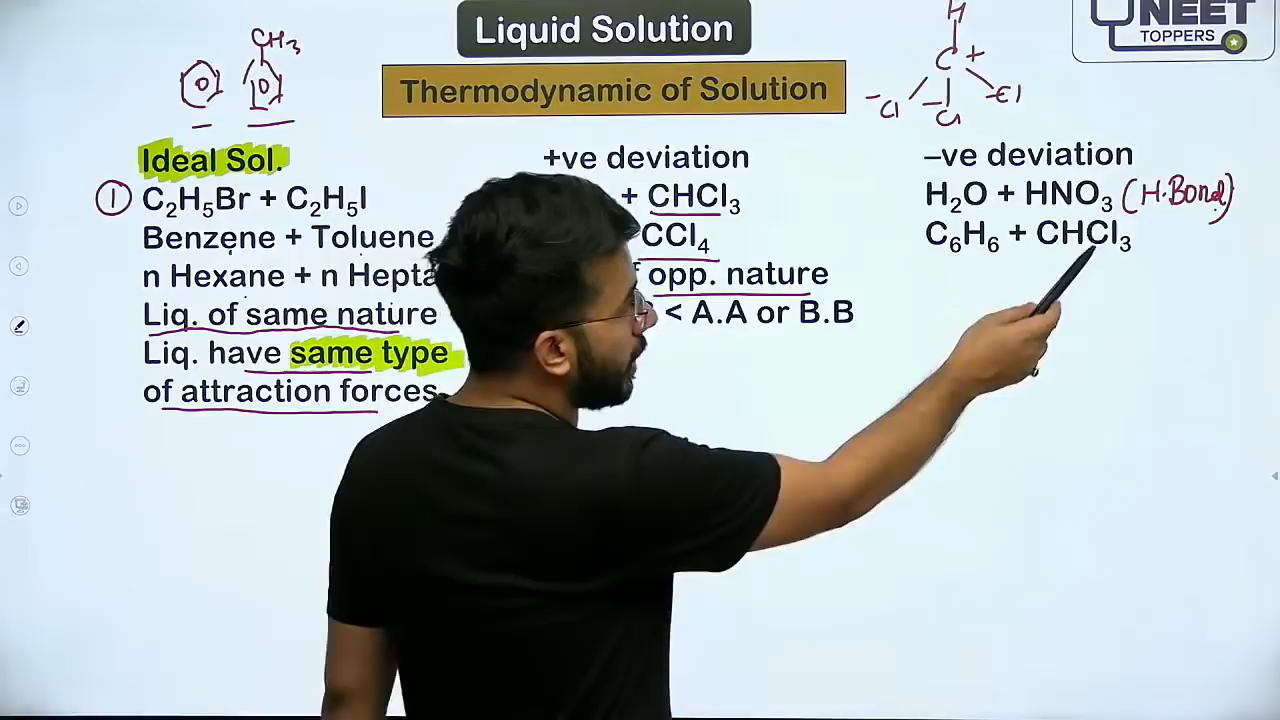 Liquid Solution
Thermodynamic of Solution
NEET
TOPPERS
CH3
H
C +
-Cl
-Cl
-Cl
Ideal Sol.
① C₂H₅Br + C₂H₅I
Benzene + Toluene
n Hexane + n Hepta
Liq. of same nature
Liq. have same type
of attraction forces
+ve deviation
+ CHCl₃
CCl₄
opp. nature
< A.A or B.B
–ve deviation
H₂O + HNO₃ (H.Bond)
C₆H₆ + CHCl₃